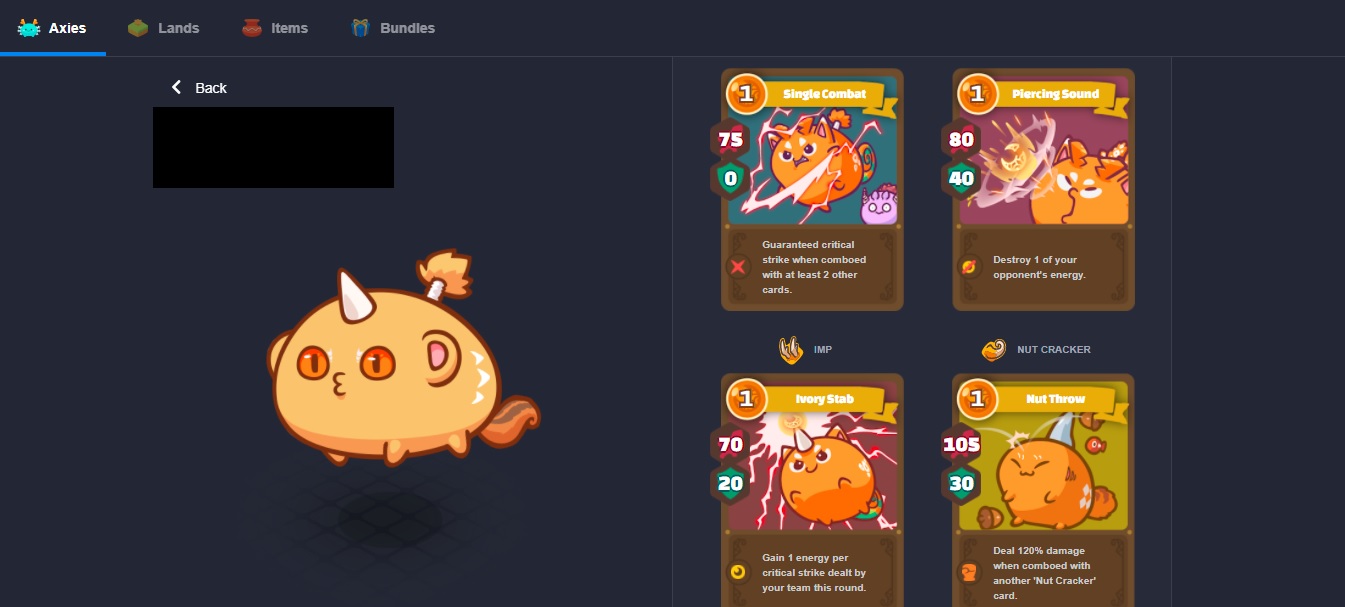 Axies
Lands
Items
Bundles
Back
1
Single Combat
75
0
Guaranteed critical
strike when comboed
with at least 2 other
cards.
1
Piercing Sound
80
40
Destroy 1 of your
opponent's energy.
IMP
NUT CRACKER
1
Ivory Stab
70
20
Gain 1 energy per
critical strike dealt by
your team this round.
1
Nut Throw
105
30
Deal 120% damage
when comboed with
another 'Nut Cracker'
card.